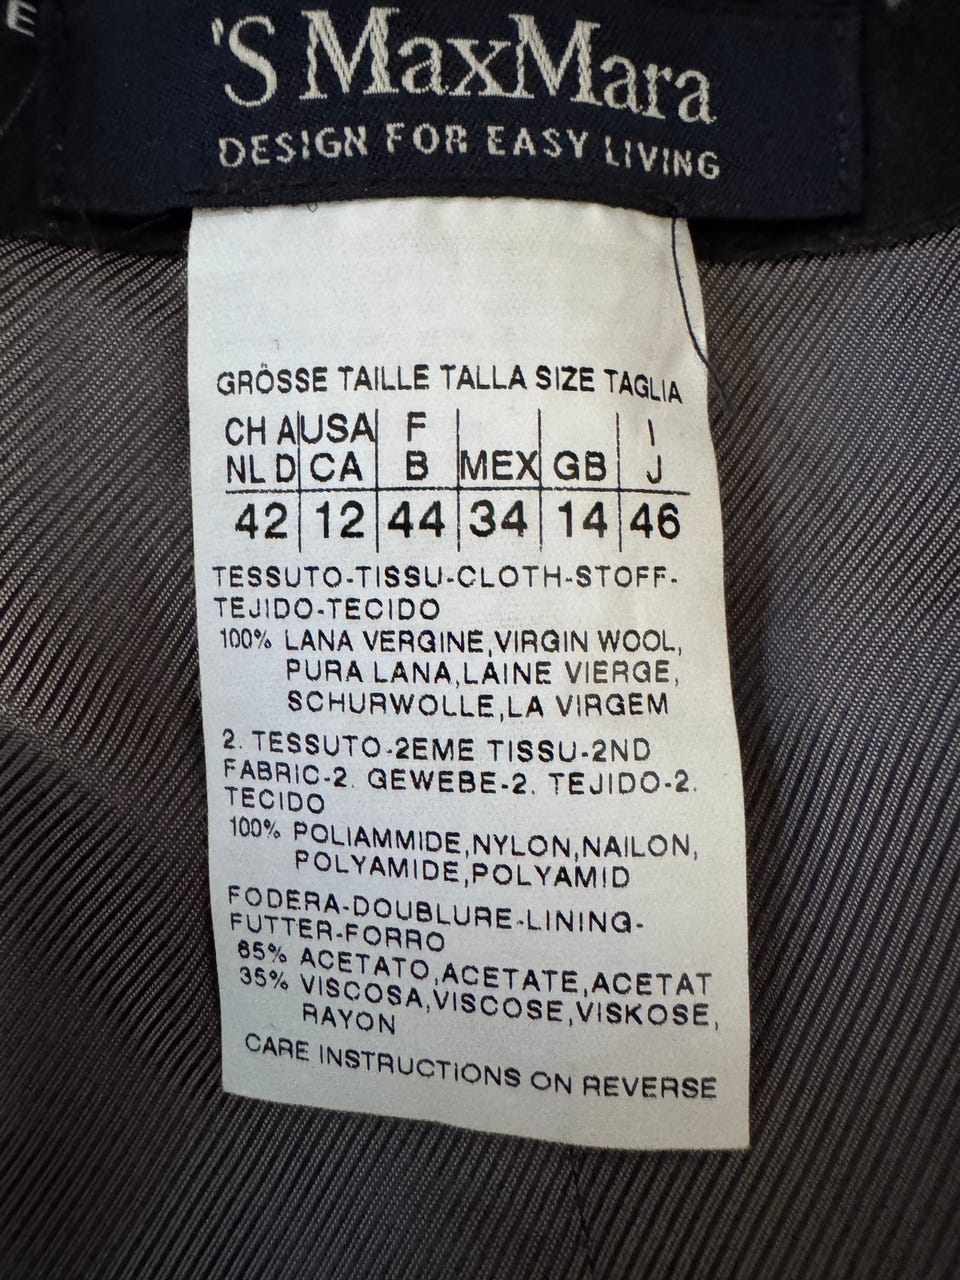 'S MaxMara
DESIGN FOR EASY LIVING
GRÖSSE TAILLE TALLA SIZE TAGLIA
CH A USA F I
NL D CA B MEX GB J
42 12 44 34 14 46
TESSUTO-TISSU-CLOTH-STOFF-
TEJIDO-TECIDO
100% LANA VERGINE,VIRGIN WOOL,
PURA LANA,LAINE VIERGE,
SCHURWOLLE,LA VIRGEM
2. TESSUTO-2EME TISSU-2ND
FABRIC-2. GEWEBE-2. TEJIDO-2.
TECIDO
100% POLIAMMIDE,NYLON,NAILON,
POLYAMIDE,POLYAMID
FODERA-DOUBLURE-LINING-
FUTTER-FORRO
65% ACETATO,ACETATE,ACETAT
35% VISCOSA,VISCOSE,VISKOSE,
RAYON
CARE INSTRUCTIONS ON REVERSE